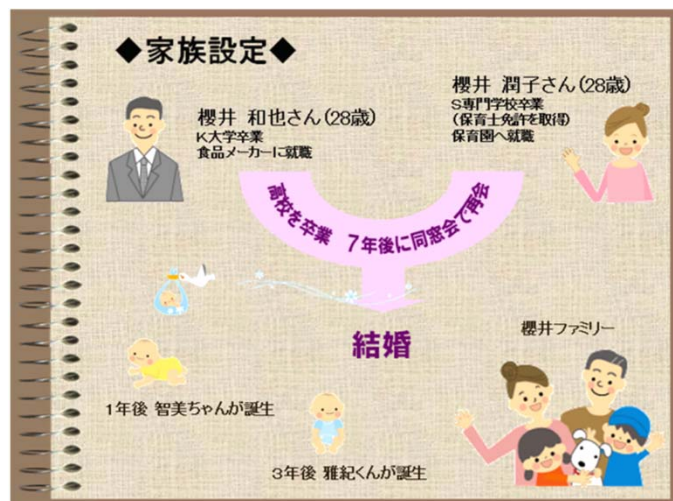 ◆家族設定◆
櫻井 和也さん(28歳)
K大学卒業
食品メーカーに就職
櫻井 潤子さん(28歳)
S専門学校卒業
(保育士免許を取得)
保育園へ就職
高校を卒業 7年後に同窓会で再会
結婚
1年後 智美ちゃんが誕生
3年後 雅紀くんが誕生
櫻井ファミリー